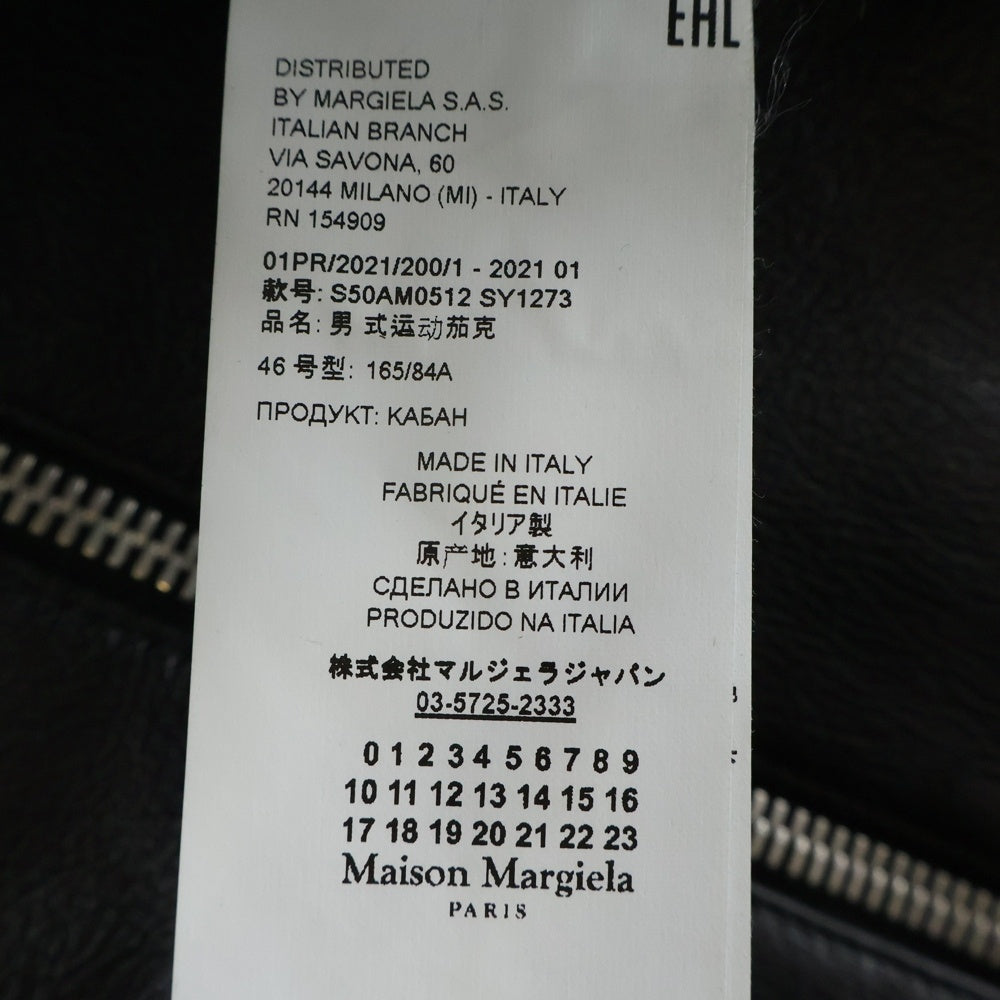 EAC
DISTRIBUTED
BY MARGIELA S.A.S.
ITALIAN BRANCH
VIA SAVONA, 60
20144 MILANO (MI) - ITALY
RN 154909
01PR/2021/200/1 - 2021 01
款号: S50AM0512 SY1273
品名: 男 式运动茄克
46 号型: 165/84A
ПРОДУКТ: КАБАН
MADE IN ITALY
FABRIQUÉ EN ITALIE
イタリア製
原产地: 意大利
СДЕЛАНО В ИТАЛИИ
PRODUZIDO NA ITALIA
株式会社マルジェラジャパン
03-5725-2333
0 1 2 3 4 5 6 7 8 9
10 11 12 13 14 15 16
17 18 19 20 21 22 23
Maison Margiela
PARIS